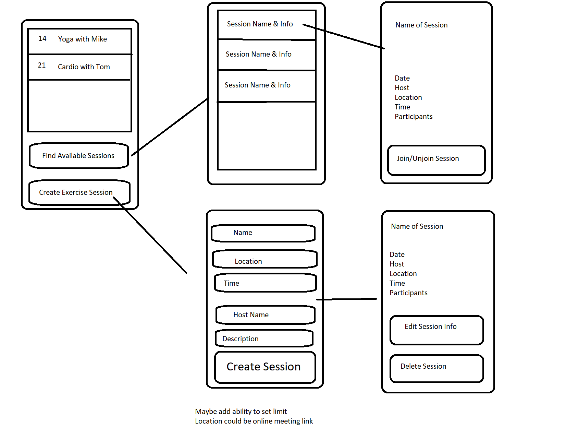 14 Yoga with Mike
21 Cardio with Tom
Find Available Sessions
Create Exercise Session
Session Name & Info
Session Name & Info
Session Name & Info
Name of Session
Date
Host
Location
Time
Participants
Join/Unjoin Session
Name
Location
Time
Host Name
Description
Create Session
Name of Session
Date
Host
Location
Time
Participants
Edit Session Info
Delete Session
Maybe add ability to set limit
Location could be online meeting link